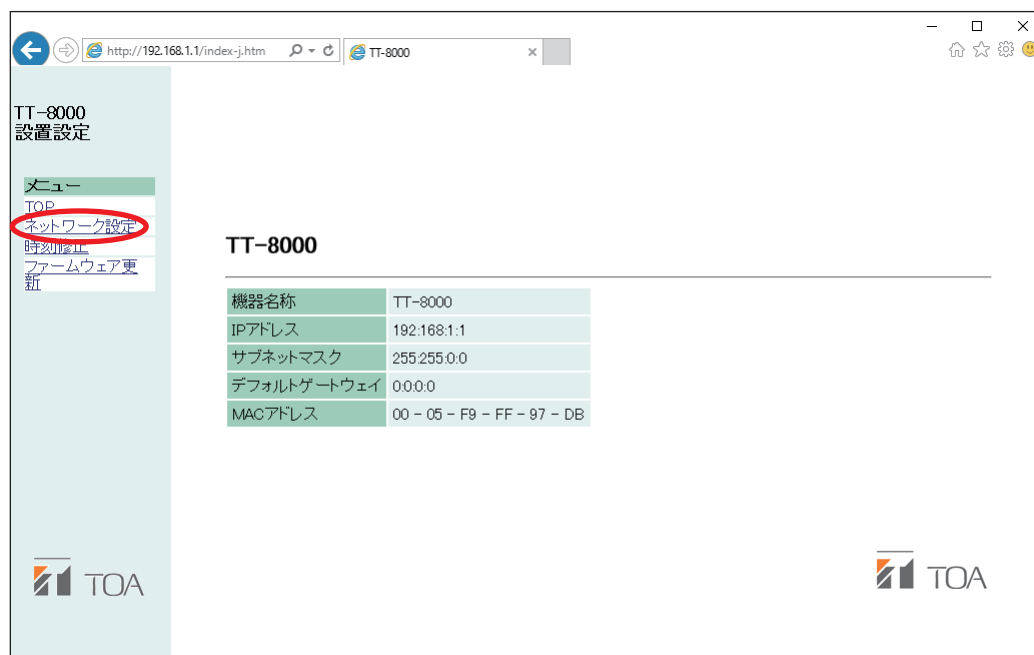 http://192.168.1.1/index-j.htm
TT-8000
TT-8000
設置設定
メニュー
TOP
ネットワーク設定
時刻修正
ファームウェア更
新
TT-8000
機器名称 TT-8000
IPアドレス 192:168:1:1
サブネットマスク 255:255:0:0
デフォルトゲートウェイ 0:0:0:0
MACアドレス 00 - 05 - F9 - FF - 97 - DB
TOA
TOA